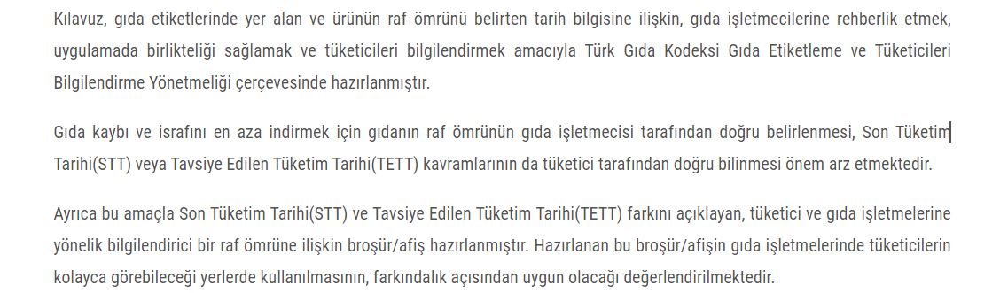 Kılavuz, gıda etiketlerinde yer alan ve ürünün raf ömrünü belirten tarih bilgisine ilişkin, gıda işletmecilerine rehberlik etmek,
uygulamada birlikteliği sağlamak ve tüketicileri bilgilendirmek amacıyla Türk Gıda Kodeksi Gıda Etiketleme ve Tüketicileri
Bilgilendirme Yönetmeliği çerçevesinde hazırlanmıştır.
Gıda kaybı ve israfını en aza indirmek için gıdanın raf ömrünün gıda işletmecisi tarafından doğru belirlenmesi, Son Tüketim
Tarihi(STT) veya Tavsiye Edilen Tüketim Tarihi(TETT) kavramlarının da tüketici tarafından doğru bilinmesi önem arz etmektedir.
Ayrıca bu amaçla Son Tüketim Tarihi(STT) ve Tavsiye Edilen Tüketim Tarihi(TETT) farkını açıklayan, tüketici ve gıda işletmelerine
yönelik bilgilendirici bir raf ömrüne ilişkin broşür/afiş hazırlanmıştır. Hazırlanan bu broşür/afişin gıda işletmelerinde tüketicilerin
kolayca görebileceği yerlerde kullanılmasının, farkındalık açısından uygun olacağı değerlendirilmektedir.